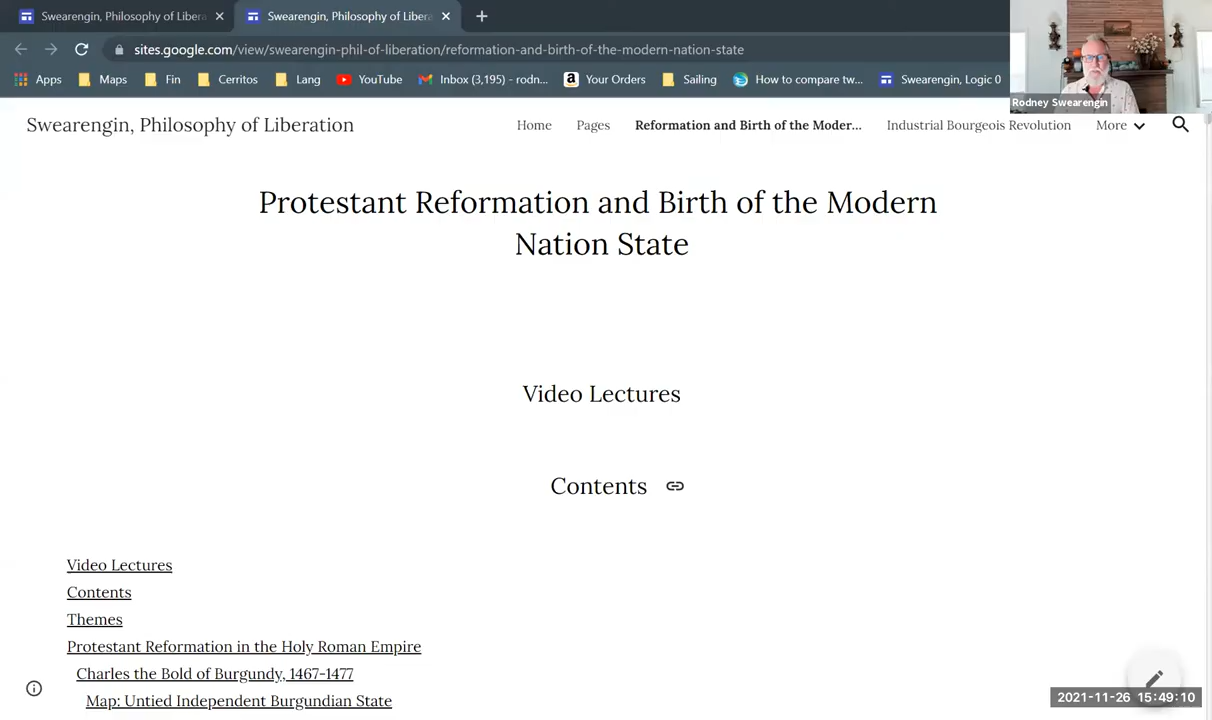 Swearengin, Philosophy of Libera
Swearengin, Philosophy of Libera
sites.google.com/view/swearengin-phil-of-liberation/reformation-and-birth-of-the-modern-nation-state
Apps Maps Fin Cerritos Lang YouTube Inbox (3,195) - rodn... Your Orders Sailing How to compare tw... Swearengin, Logic 0
Rodney Swearengin
Swearengin, Philosophy of Liberation
Home Pages Reformation and Birth of the Moder... Industrial Bourgeois Revolution More
Protestant Reformation and Birth of the Modern
Nation State
Video Lectures
Contents
Video Lectures
Contents
Themes
Protestant Reformation in the Holy Roman Empire
Charles the Bold of Burgundy, 1467-1477
Map: Untied Independent Burgundian State
2021-11-26 15:49:10